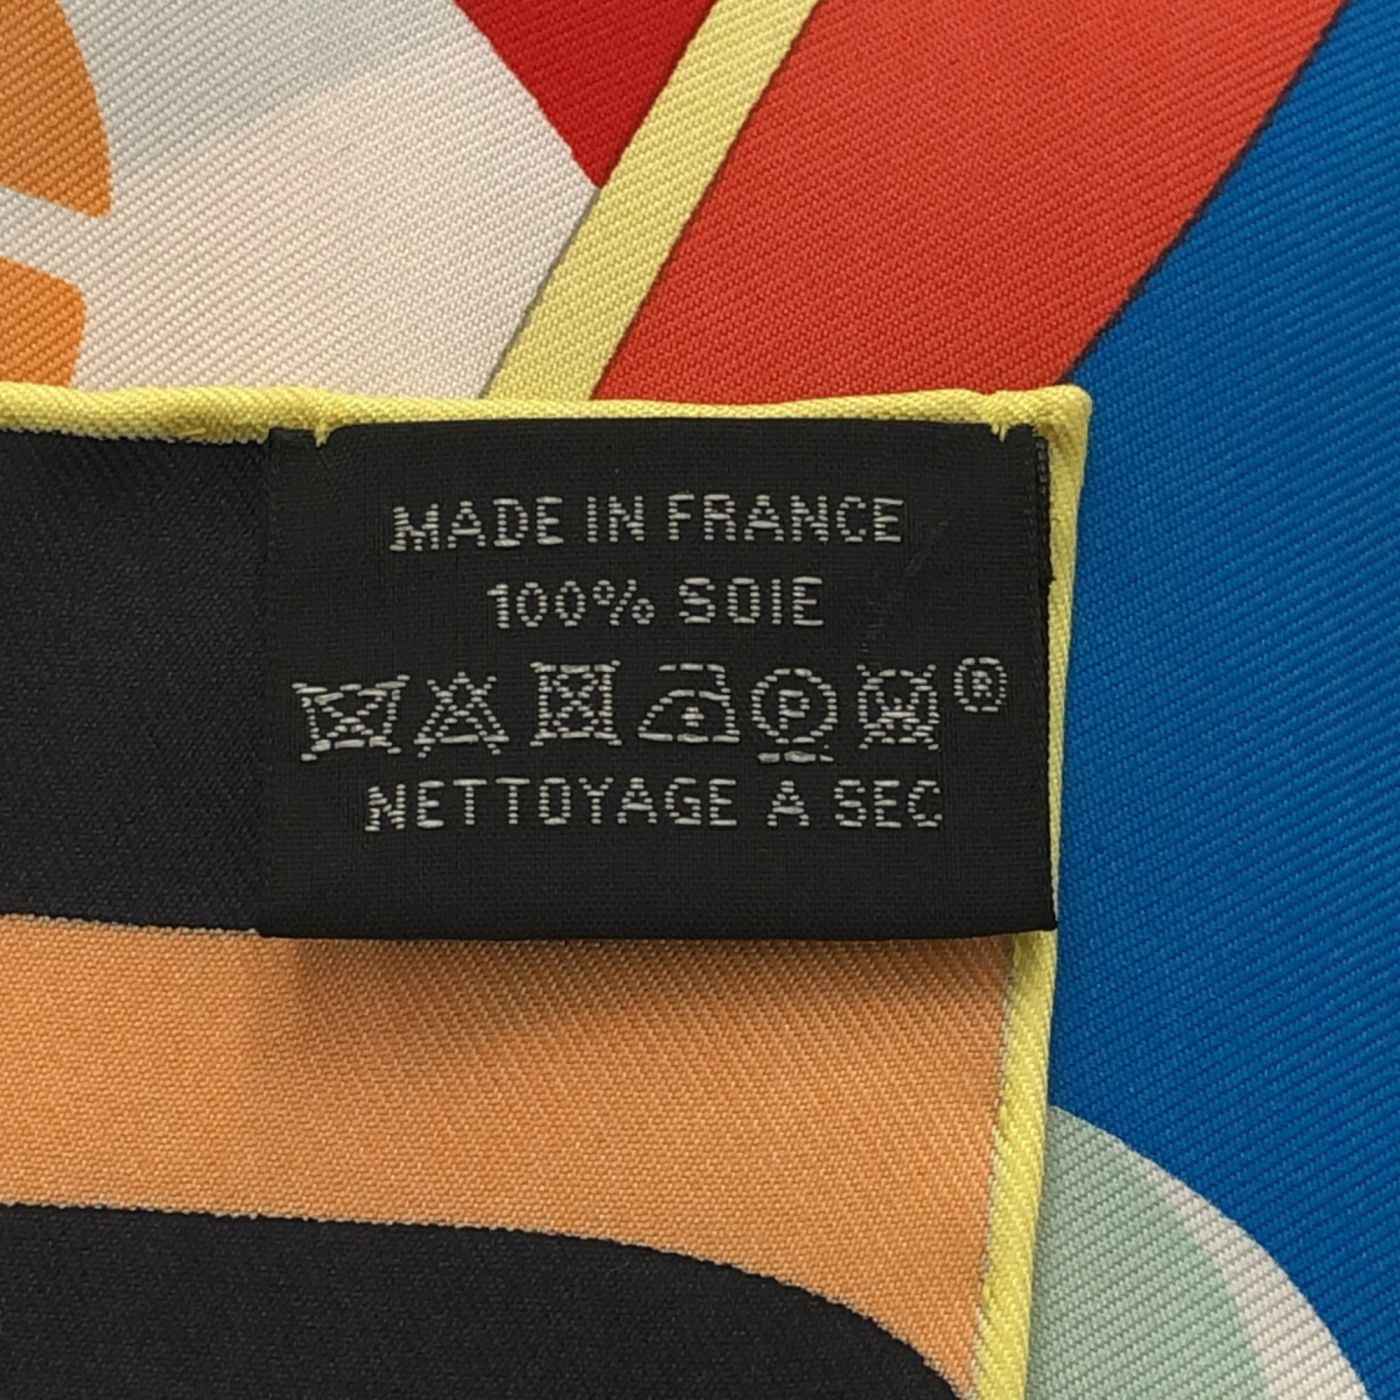 MADE IN FRANCE
100% SOIE
P ®
NETTOYAGE A SEC